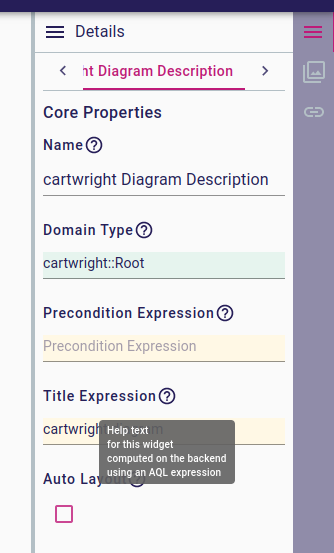 Details
ht Diagram Description
Core Properties
Name
cartwright Diagram Description
Domain Type
cartwright::Root
Precondition Expression
Precondition Expression
Title Expression
cartwright
Help text
for this widget
computed on the backend
using an AQL expression
Auto Layout